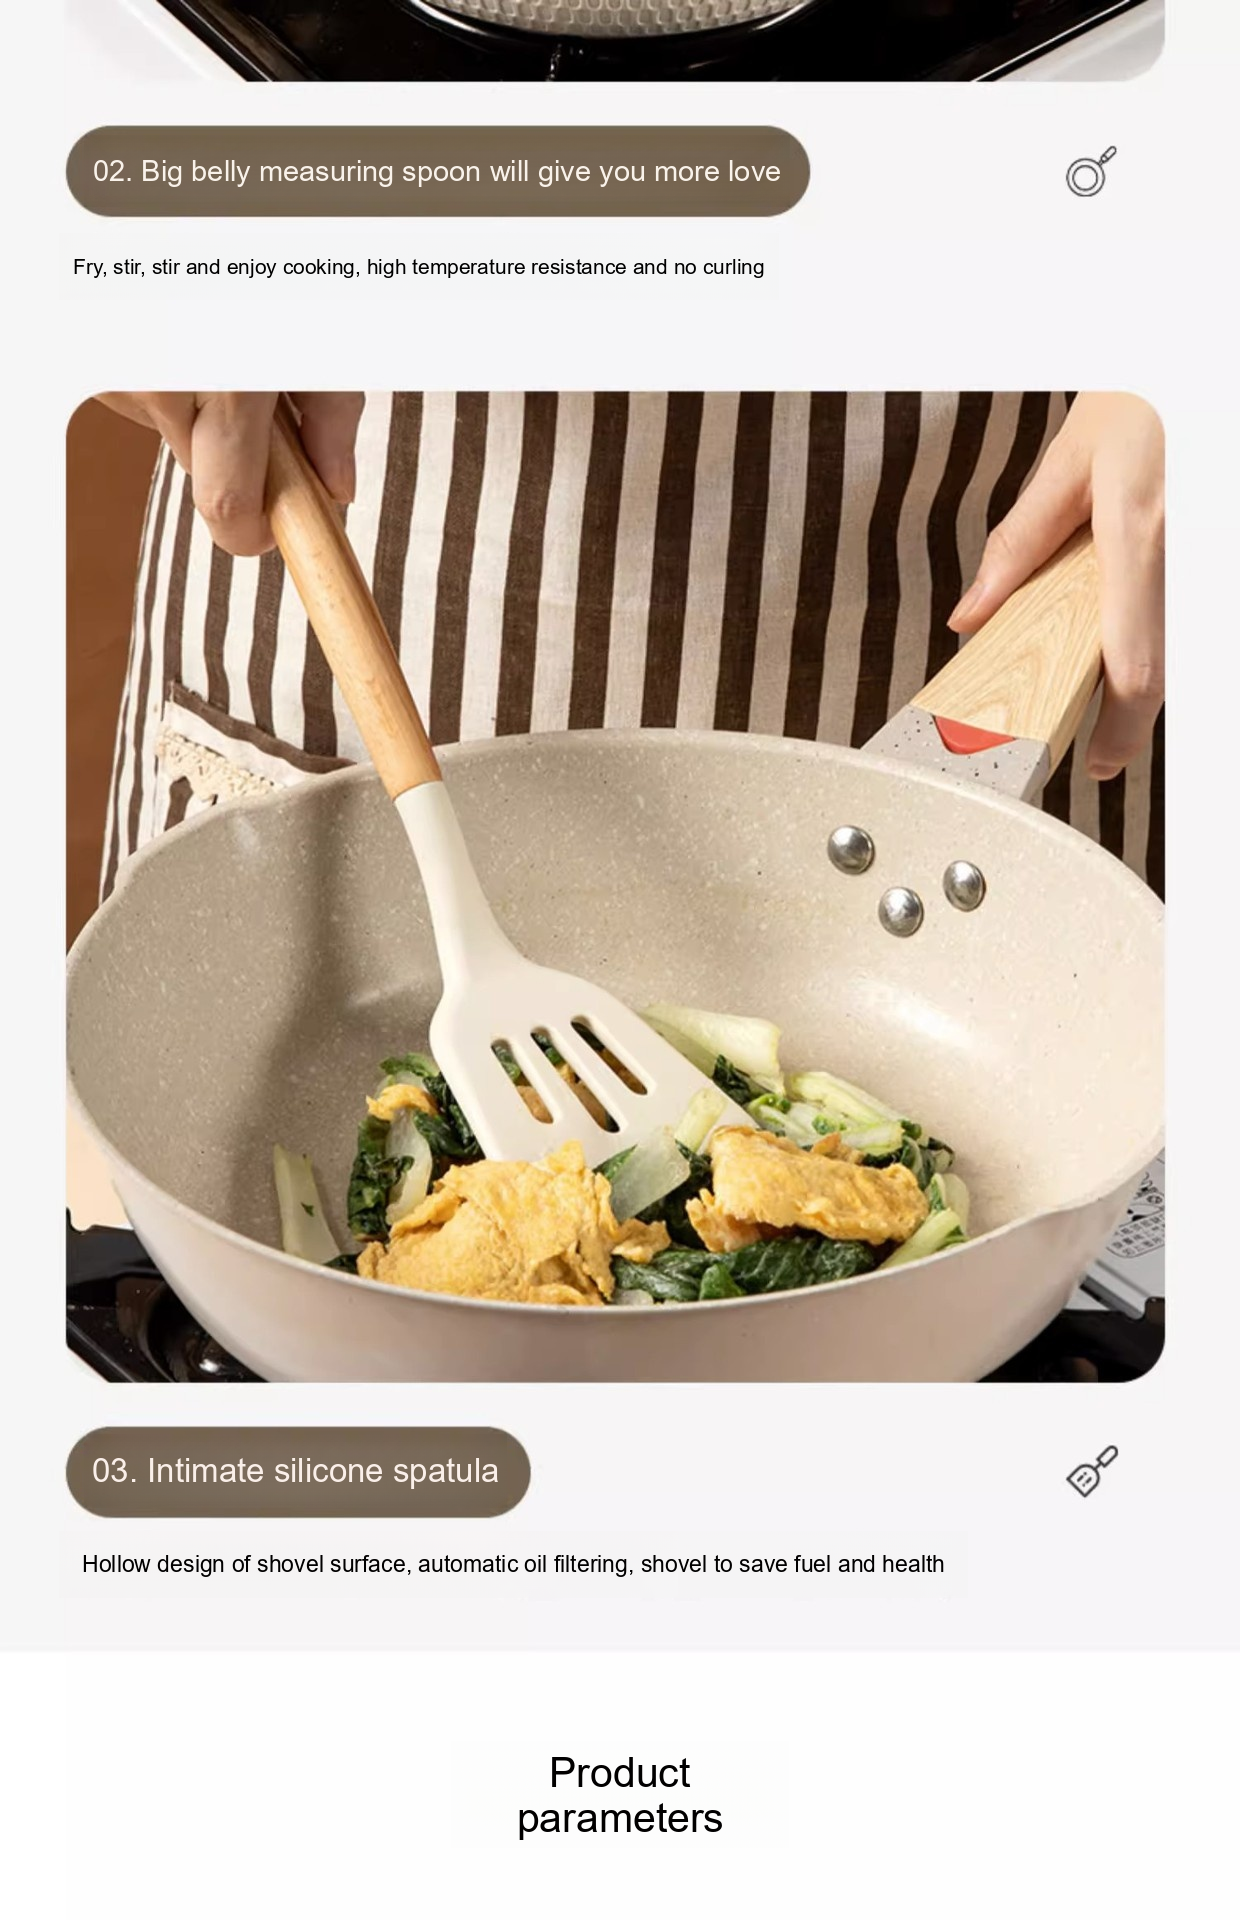 02. Big belly measuring spoon will give you more love
Fry, stir, stir and enjoy cooking, high temperature resistance and no curling
03. Intimate silicone spatula
Hollow design of shovel surface, automatic oil filtering, shovel to save fuel and health
Product
parameters